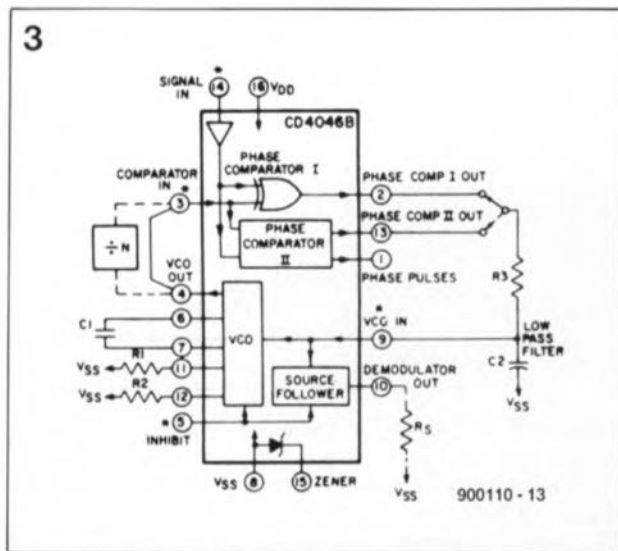 3
*
SIGNAL IN
14
16
VDD
CD4046B
PHASE COMPARATOR I
COMPARATOR IN
*
3
PHASE COMP I OUT
2
PHASE COMP II OUT
13
÷N
PHASE COMPARATOR II
1
PHASE PULSES
VCO OUT
4
R3
6
C1
7
VCO
*
VCO IN
9
LOW PASS FILTER
VSS
R1
11
SOURCE FOLLOWER
DEMODULATOR OUT
10
C2
VSS
VSS
R2
12
* 5
INHIBIT
RS
VSS
8
15
ZENER
VSS
900110 - 13